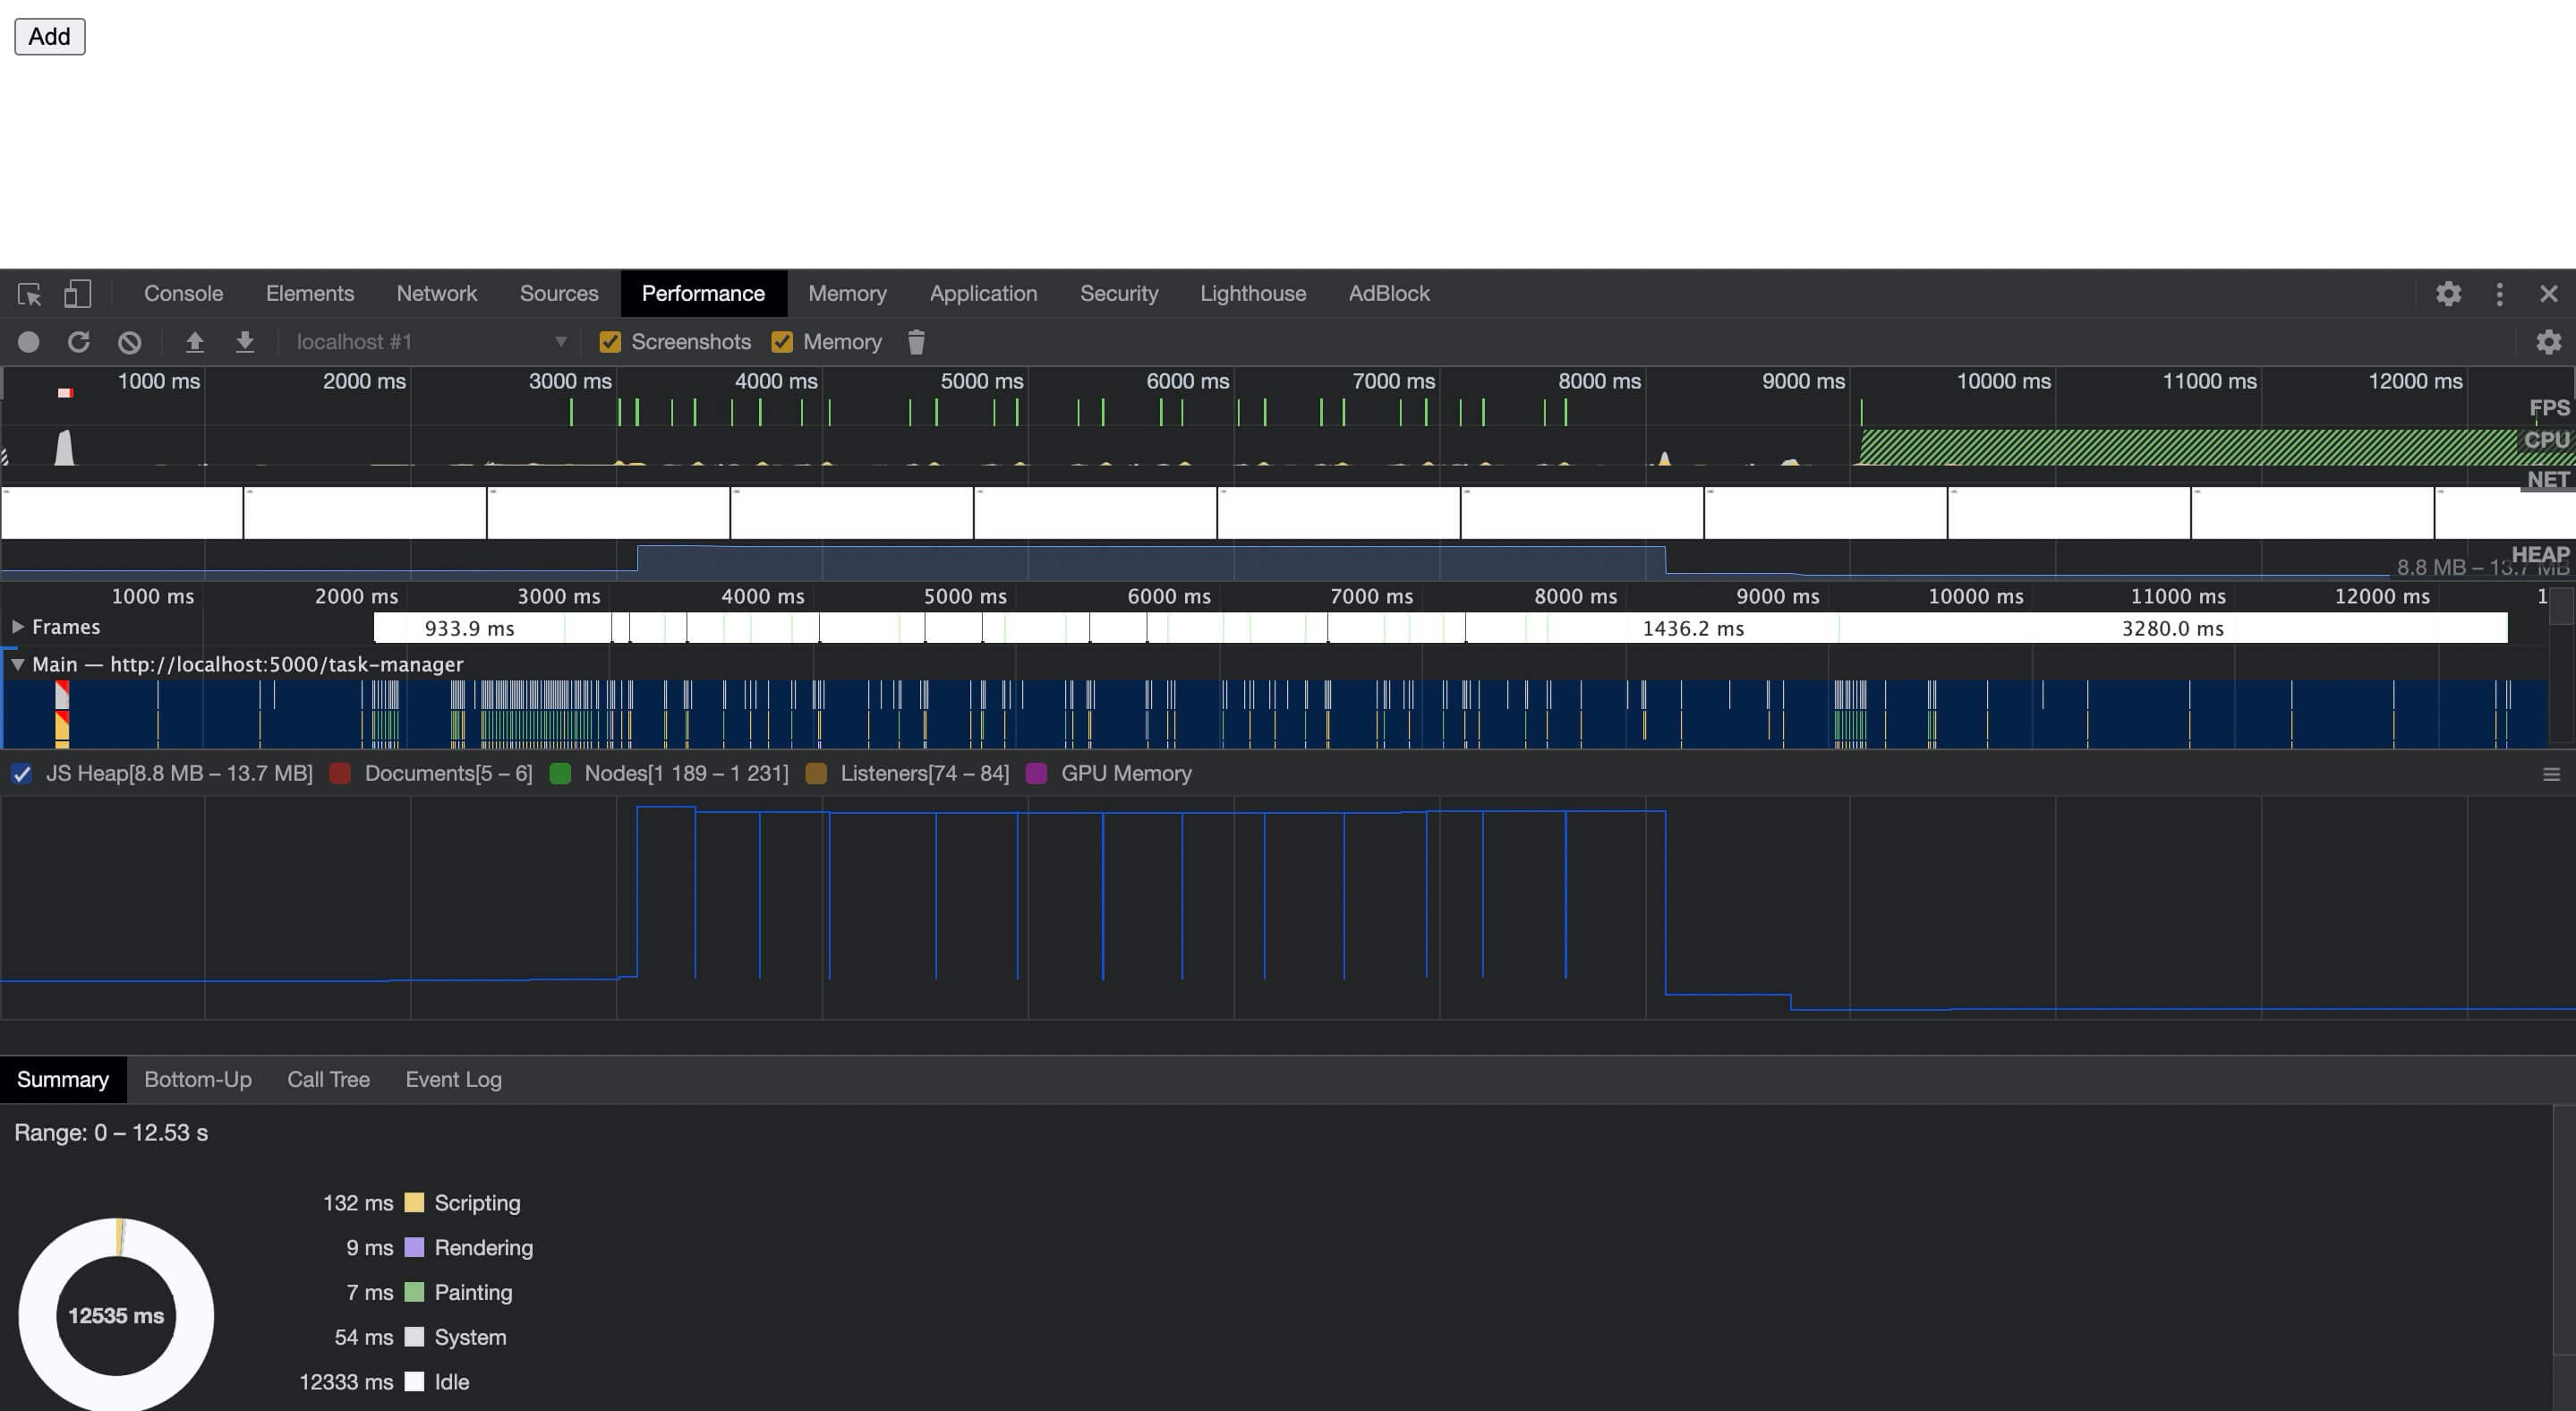 Add
Console Elements Network Sources Performance Memory Application Security Lighthouse AdBlock
localhost #1 Screenshots Memory
1000 ms 2000 ms 3000 ms 4000 ms 5000 ms 6000 ms 7000 ms 8000 ms 9000 ms 10000 ms 11000 ms 12000 ms
FPS
CPU
NET
HEAP
8.8 MB – 13.7 MB
1000 ms 2000 ms 3000 ms 4000 ms 5000 ms 6000 ms 7000 ms 8000 ms 9000 ms 10000 ms 11000 ms 12000 ms 1
Frames 933.9 ms 1436.2 ms 3280.0 ms
Main — http://localhost:5000/task-manager
JS Heap[8.8 MB – 13.7 MB] Documents[5 – 6] Nodes[1 189 – 1 231] Listeners[74 – 84] GPU Memory
Summary Bottom-Up Call Tree Event Log
Range: 0 – 12.53 s
132 ms Scripting
9 ms Rendering
7 ms Painting
12535 ms
54 ms System
12333 ms Idle